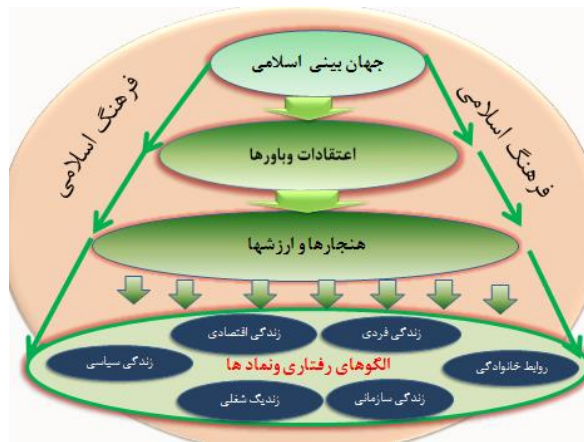 جهان بینی اسلامی
فرهنگ اسلامی
فرهنگ اسلامی
اعتقادات وباورها
هنجارها و ارزشها
زندگی فردی
زندگی اقتصادی
روابط خانوادگی
الگوهای رفتاری ونماد ها
زندگی سیاسی
زندگی سازمانی
زندیگ شغلی